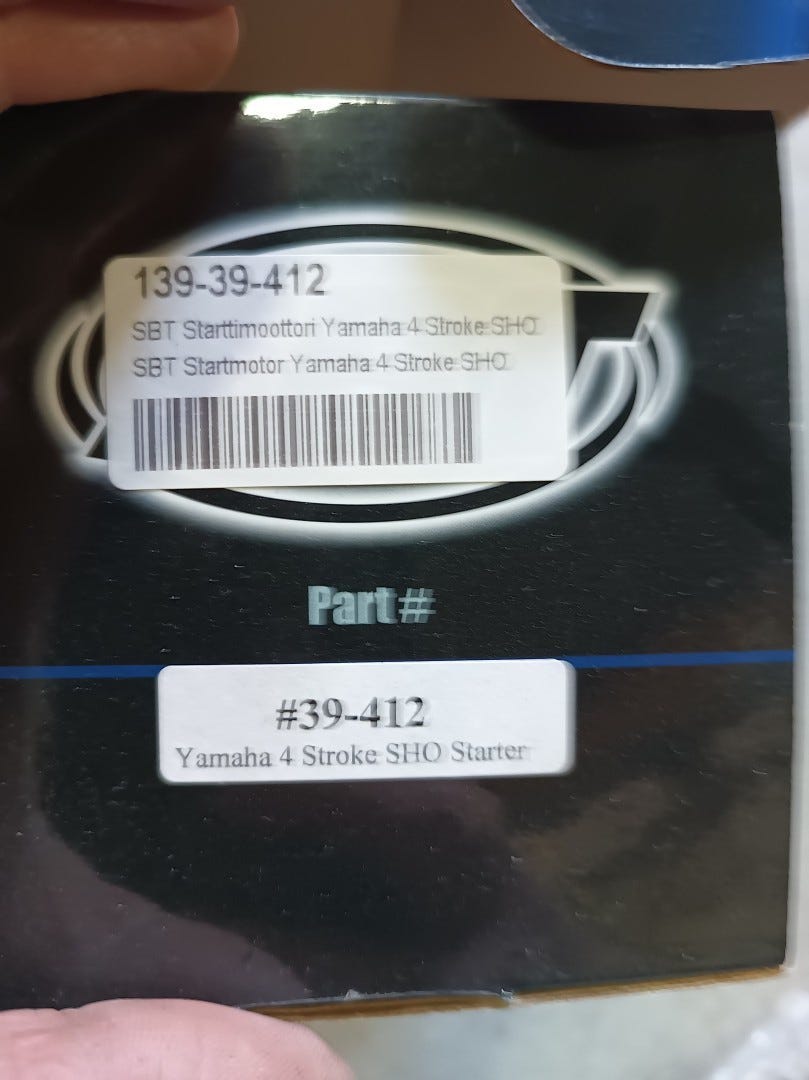 139-39-412
SBT Starttimoottori Yamaha 4 Stroke SHO
SBT Startmotor Yamaha 4 Stroke SHO
Part#
#39-412
Yamaha 4 Stroke SHO Starter